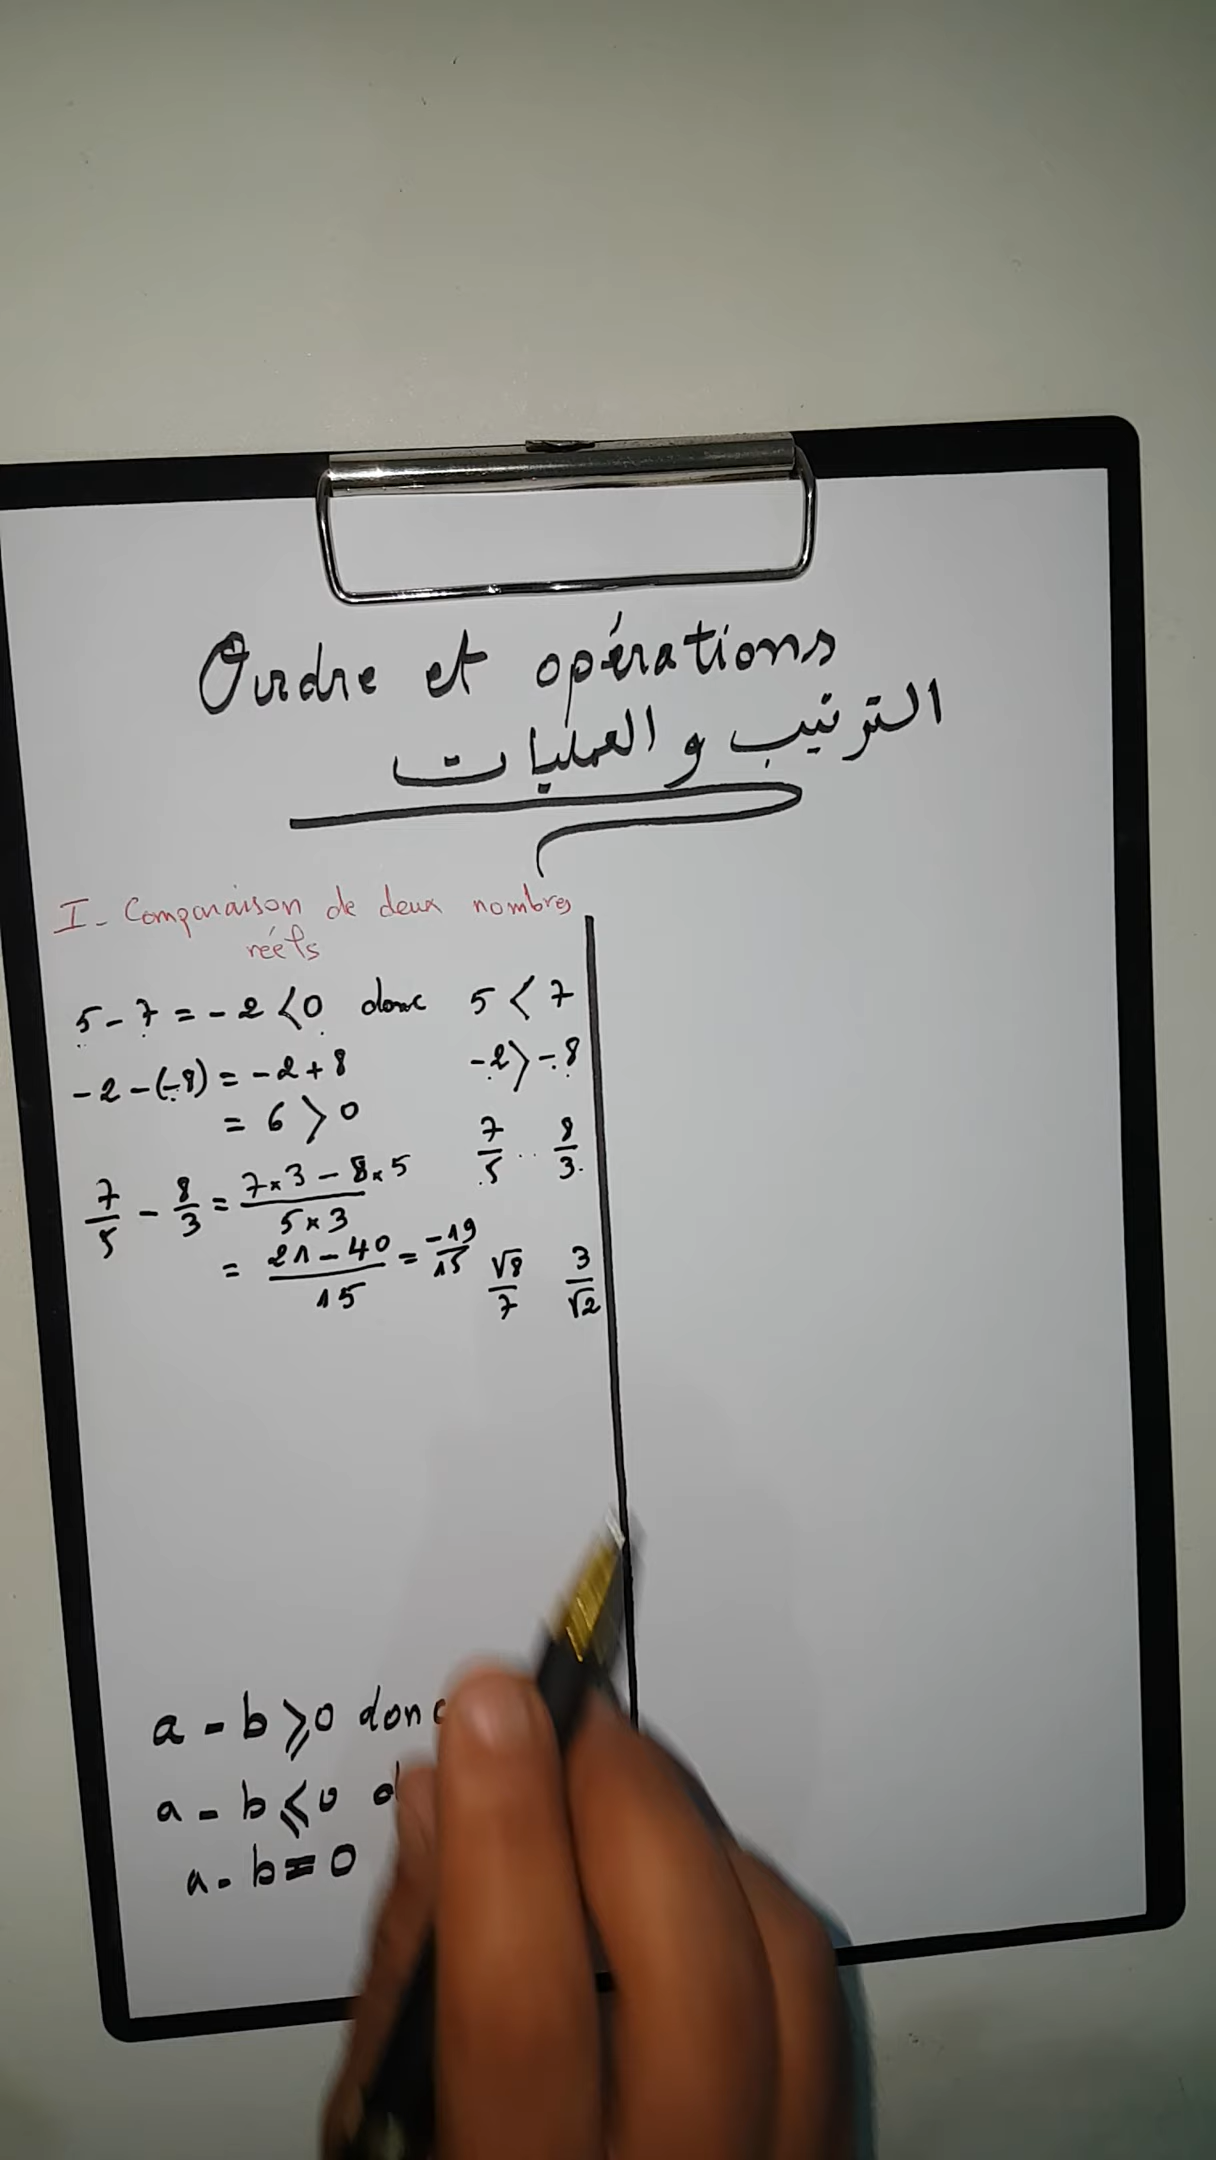 Ordre et opérations
الترتيب و العمليات
I - Comparaison de deux nombres
réels
5 - 7 = - 2 < 0 donc 5 < 7
-2 - (-8) = -2 + 8 -2 > -8
= 6 > 0
7/5 .. 8/3
7/5 - 8/3 = (7×3 - 8×5)/(5×3)
= (21 - 40)/15 = -19/15
√8/7 3/√2
a - b ⩾ 0 donc
a - b ⩽ 0
a - b = 0